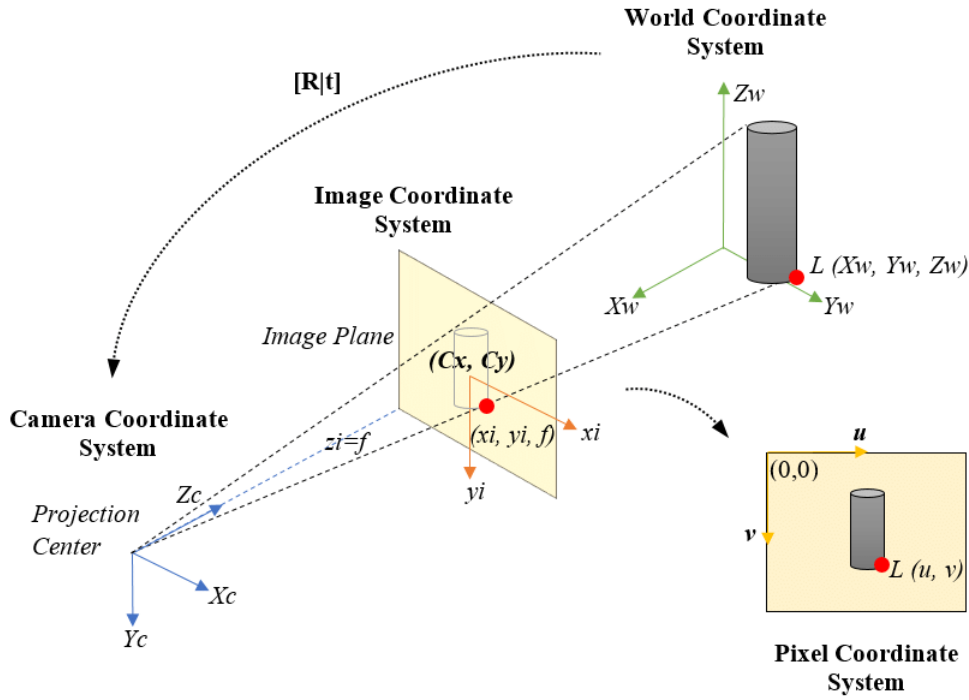 World Coordinate
System
[R|t]
Zw
Image Coordinate
System
L (Xw, Yw, Zw)
Xw
Yw
Image Plane
(Cx, Cy)
Camera Coordinate
System
zi=f
(xi, yi, f)
xi
yi
u
(0,0)
Zc
Projection
Center
v
L (u, v)
Xc
Yc
Pixel Coordinate
System